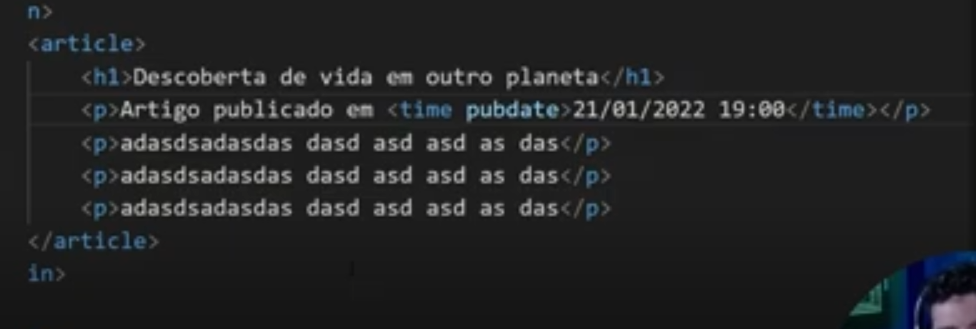 n>
<article>
<h1>Descoberta de vida em outro planeta</h1>
<p>Artigo publicado em <time pubdate>21/01/2022 19:00</time></p>
<p>adasdsadasdas dasd asd asd as das</p>
<p>adasdsadasdas dasd asd asd as das</p>
<p>adasdsadasdas dasd asd asd as das</p>
</article>
in>